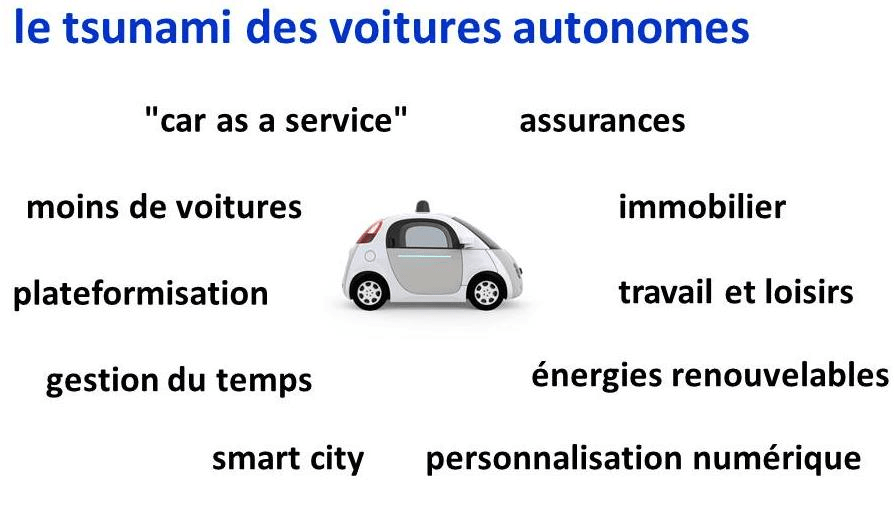 le tsunami des voitures autonomes
"car as a service"
assurances
moins de voitures
immobilier
plateformisation
travail et loisirs
gestion du temps
énergies renouvelables
smart city
personnalisation numérique